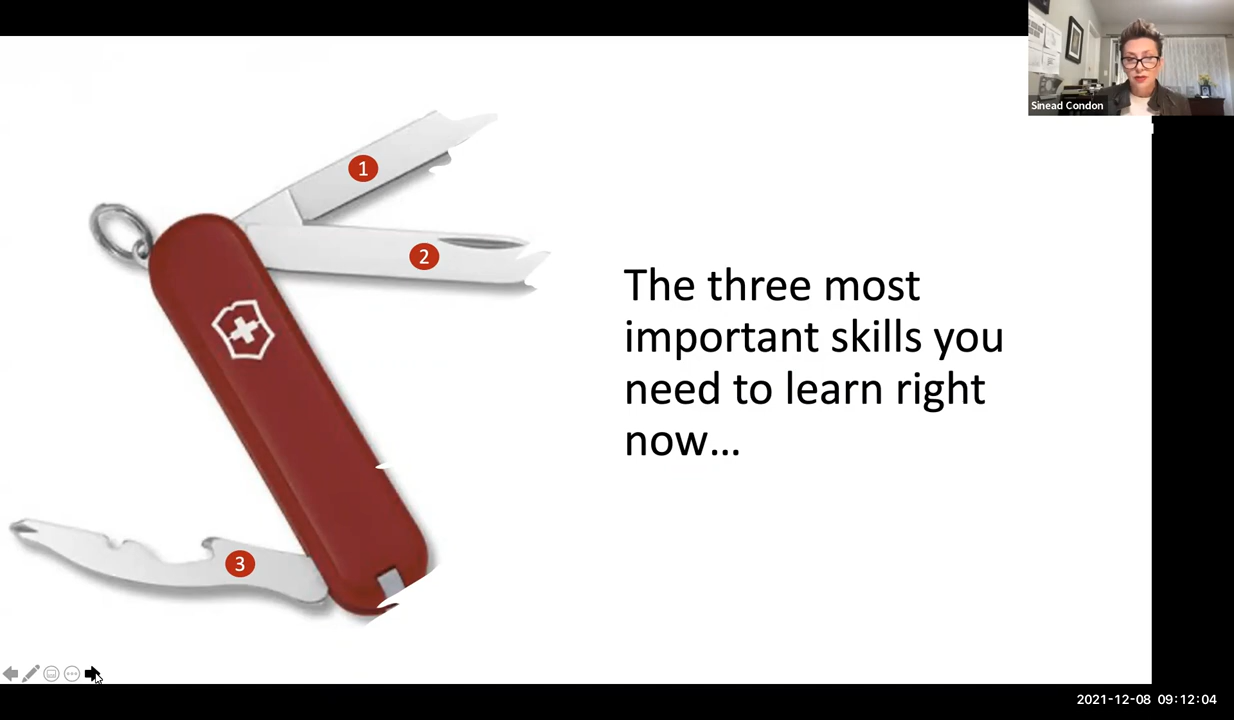 Sinead Condon
1
2
The three most
important skills you
need to learn right
now...
3
2021-12-08 09:12:04